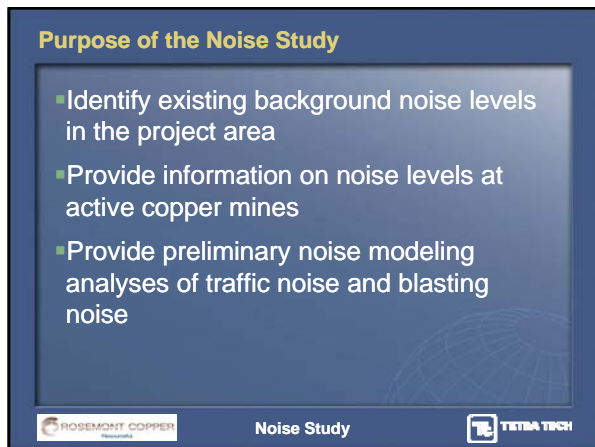 Purpose of the Noise Study
▪Identify existing background noise levels
in the project area
▪Provide information on noise levels at
active copper mines
▪Provide preliminary noise modeling
analyses of traffic noise and blasting
noise
ROSEMONT COPPER
Noise Study
TETRA TECH